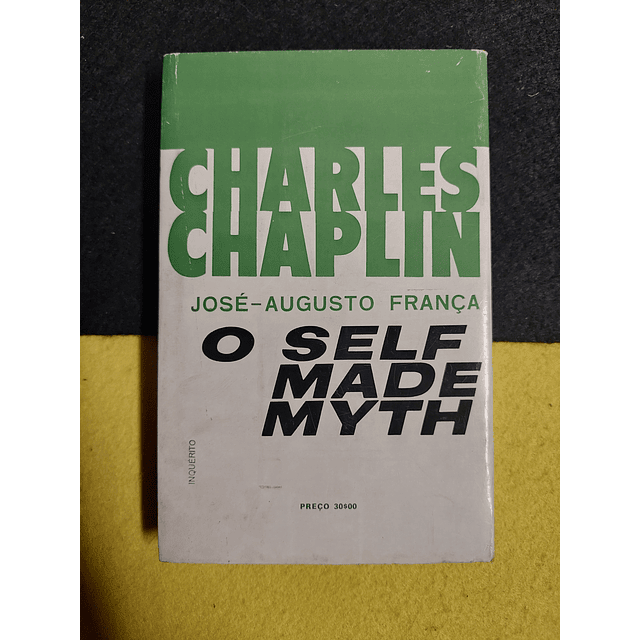 CHARLES
CHAPLIN
JOSÉ-AUGUSTO FRANÇA
O SELF
MADE
MYTH
INQUÉRITO
PREÇO 30$00